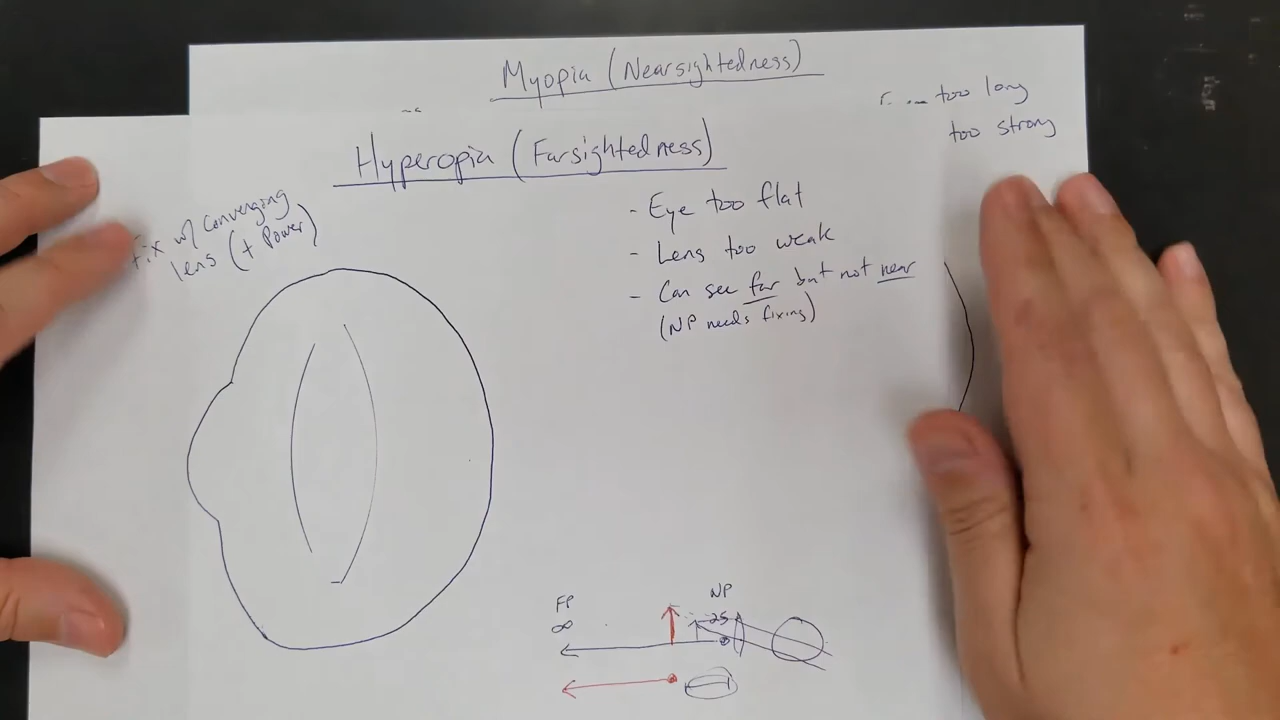 Myopia (Nearsightedness)
too long
too strong
Hyperopia (Farsightedness)
Fix w/ converging
lens (+ Power)
- Eye too flat
- Lens too weak
- Can see far but not near
(NP needs fixing)
FP
∞
NP
25